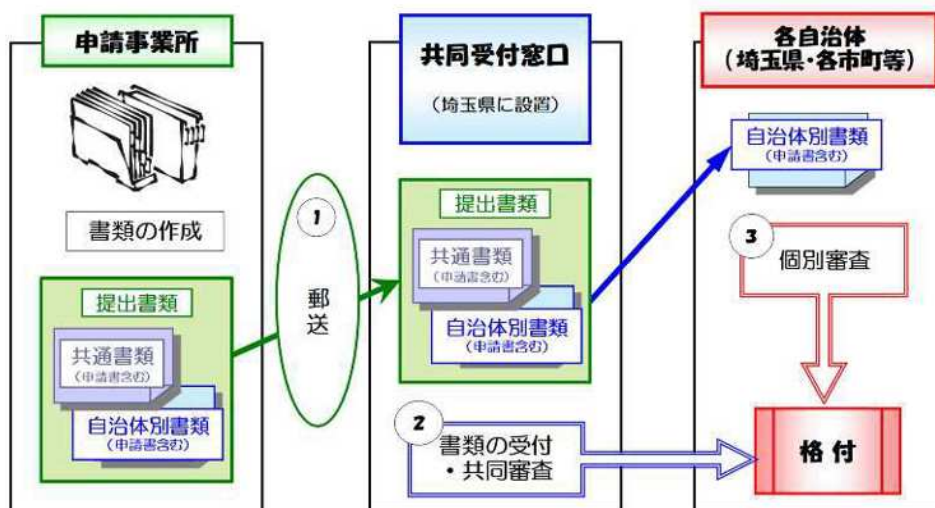 申請事業所
書類の作成
提出書類
共通書類
(申請書含む)
自治体別書類
(申請書含む)
1
郵送
共同受付窓口
(埼玉県に設置)
提出書類
共通書類
(申請書含む)
自治体別書類
(申請書含む)
2
書類の受付
・共同審査
各自治体
(埼玉県・各市町等)
自治体別書類
(申請書含む)
3
個別審査
格付